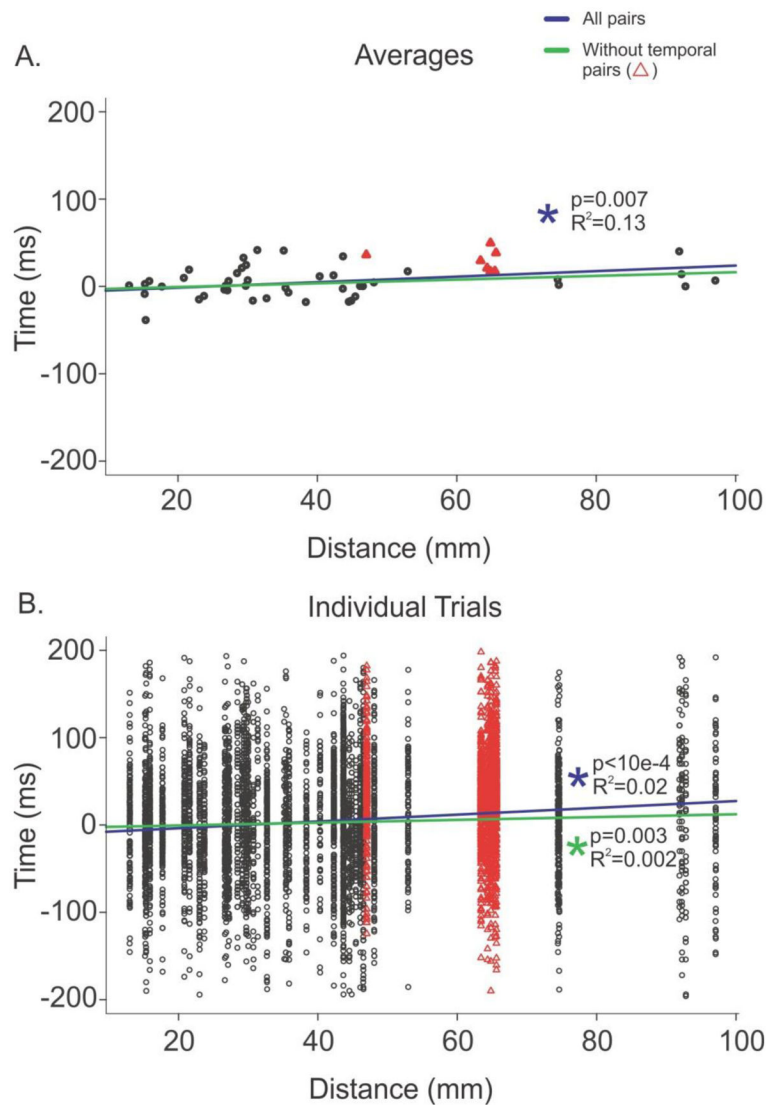 All pairs
Without temporal
pairs (△)
A.
Averages
200
100
0
-100
-200
Time (ms)
p=0.007
R²=0.13
20 40 60 80 100
Distance (mm)
B.
Individual Trials
200
100
0
-100
-200
Time (ms)
p<10e-4
R²=0.02
p=0.003
R²=0.002
20 40 60 80 100
Distance (mm)